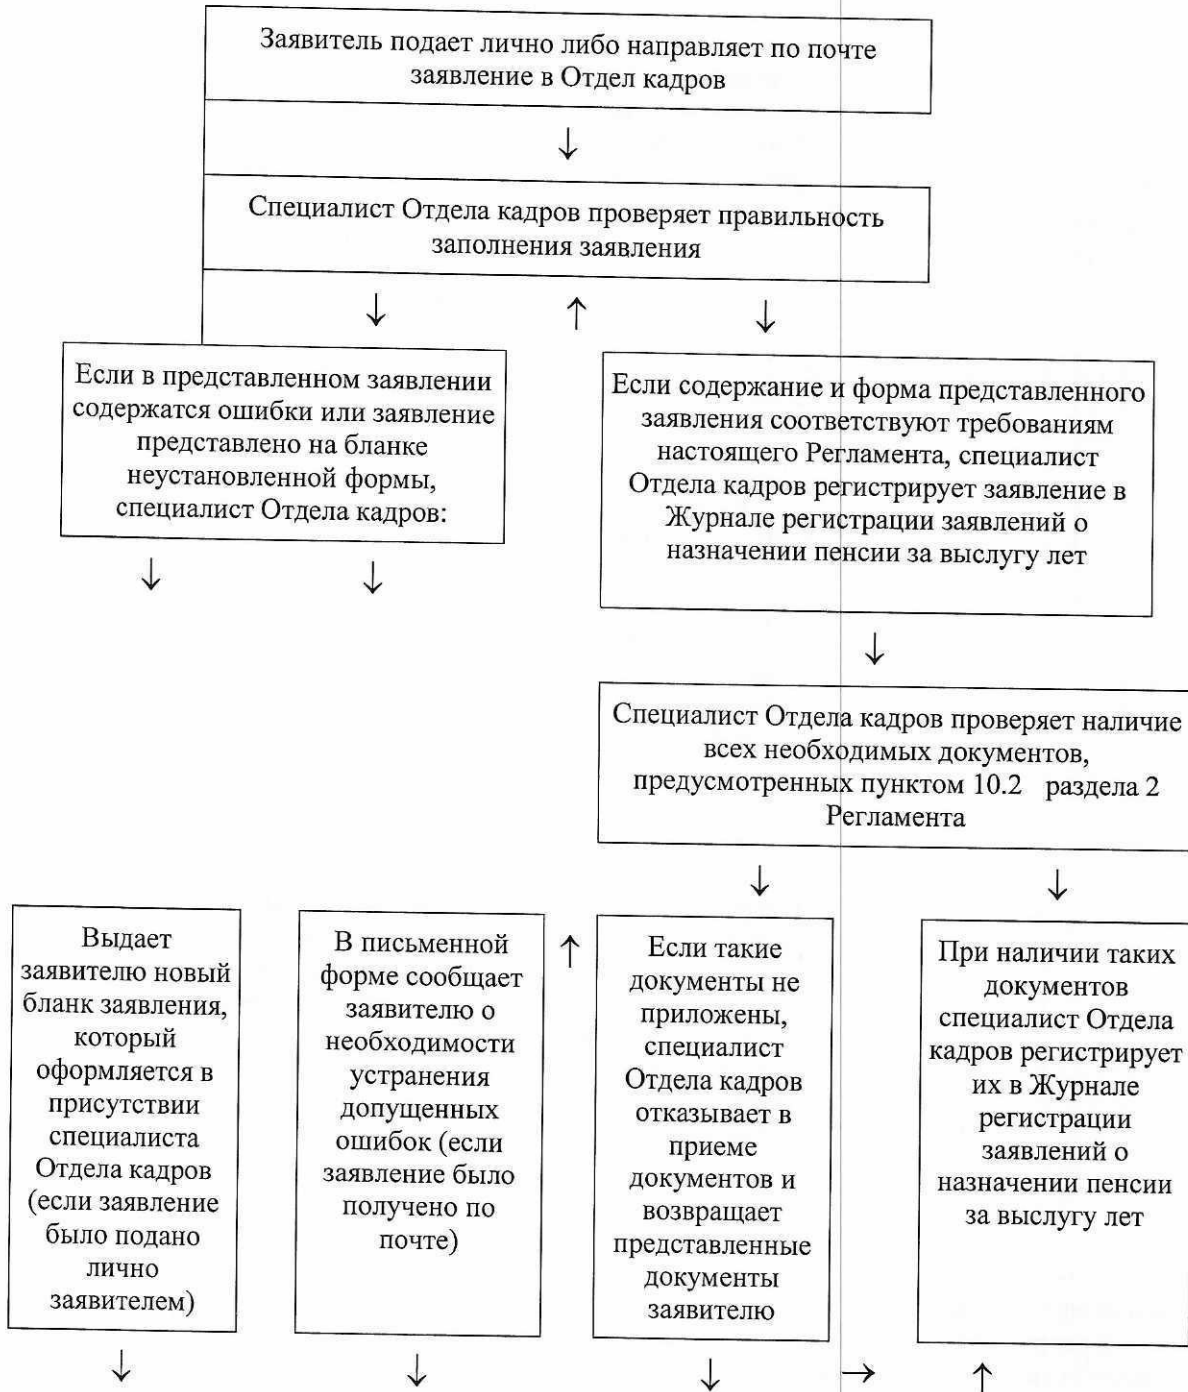 Заявитель подает лично либо направляет по почте
заявление в Отдел кадров
↓
Специалист Отдела кадров проверяет правильность
заполнения заявления
↓ ↑ ↓
Если в представленном заявлении
содержатся ошибки или заявление
представлено на бланке
неустановленной формы,
специалист Отдела кадров:
↓ ↓
Если содержание и форма представленного
заявления соответствуют требованиям
настоящего Регламента, специалист
Отдела кадров регистрирует заявление в
Журнале регистрации заявлений о
назначении пенсии за выслугу лет
↓
Специалист Отдела кадров проверяет наличие
всех необходимых документов,
предусмотренных пунктом 10.2 раздела 2
Регламента
↓ ↓
Выдает
заявителю новый
бланк заявления,
который
оформляется в
присутствии
специалиста
Отдела кадров
(если заявление
было подано
лично
заявителем)
В письменной
форме сообщает
заявителю о
необходимости
устранения
допущенных
ошибок (если
заявление было
получено по
почте)
↑
Если такие
документы не
приложены,
специалист
Отдела кадров
отказывает в
приеме
документов и
возвращает
представленные
документы
заявителю
При наличии таких
документов
специалист Отдела
кадров регистрирует
их в Журнале
регистрации
заявлений о
назначении пенсии
за выслугу лет
↓ ↓ ↓ → ↑